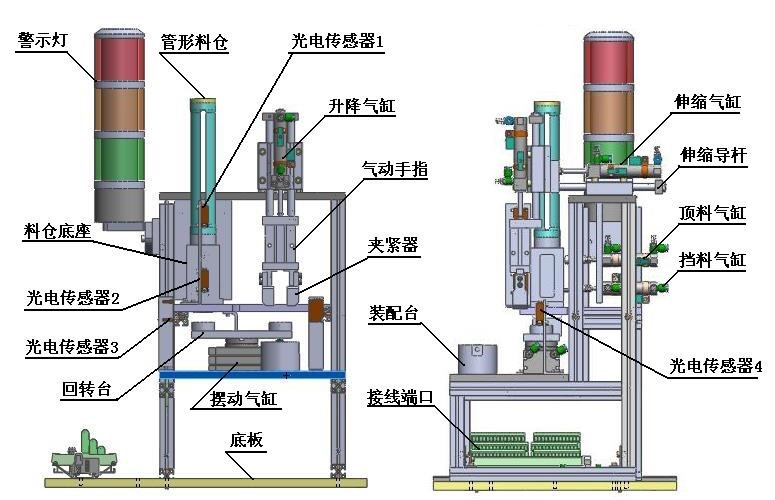 警示灯
管形料仓
光电传感器1
升降气缸
气动手指
料仓底座
夹紧器
光电传感器2
光电传感器3
回转台
摆动气缸
底板
伸缩气缸
伸缩导杆
顶料气缸
挡料气缸
装配台
光电传感器4
接线端口